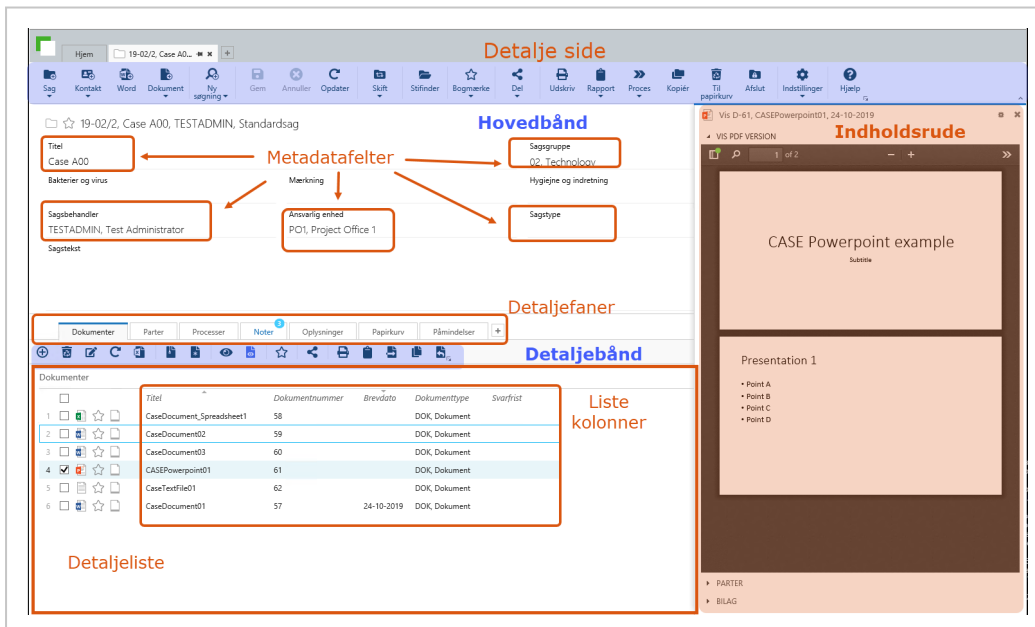 Detalje side
Hjem
19-02/2, Case A0...
Sag
Kontakt
Word
Dokument
Ny søgning
Gem
Annuller
Opdater
Skift
Stifinder
Bogmærke
Del
Udskriv
Rapport
Proces
Kopiér
Til papirkurv
Afslut
Indstillinger
Hjælp
19-02/2, Case A00, TESTADMIN, Standardsag
Hovedbånd
Titel
Case A00
Metadatafelter
Sagsgruppe
02, Technology
Bakterier og virus
Mærkning
Hygiejne og indretning
Sagsbehandler
TESTADMIN, Test Administrator
Ansvarlig enhed
PO1, Project Office 1
Sagstype
Sagstekst
Detaljefaner
Dokumenter
Parter
Processer
Noter
3
Oplysninger
Papirkurv
Påmindelser
Detaljebånd
Dokumenter
Titel Dokumentnummer Brevdato Dokumenttype Svarfrist
1 CaseDocument_Spreadsheet1 58 DOK, Dokument
2 CaseDocument02 59 DOK, Dokument
3 CaseDocument03 60 DOK, Dokument
4 CASEPowerpoint01 61 DOK, Dokument
5 CaseTextFile01 62 DOK, Dokument
6 CaseDocument01 57 24-10-2019 DOK, Dokument
Liste
kolonner
Detaljeliste
Vis D-61, CASEPowerpoint01, 24-10-2019
VIS PDF VERSION
Indholdsrude
1 of 2
CASE Powerpoint example
Subtitle
Presentation 1
• Point A
• Point B
• Point C
• Point D
PARTER
BILAG